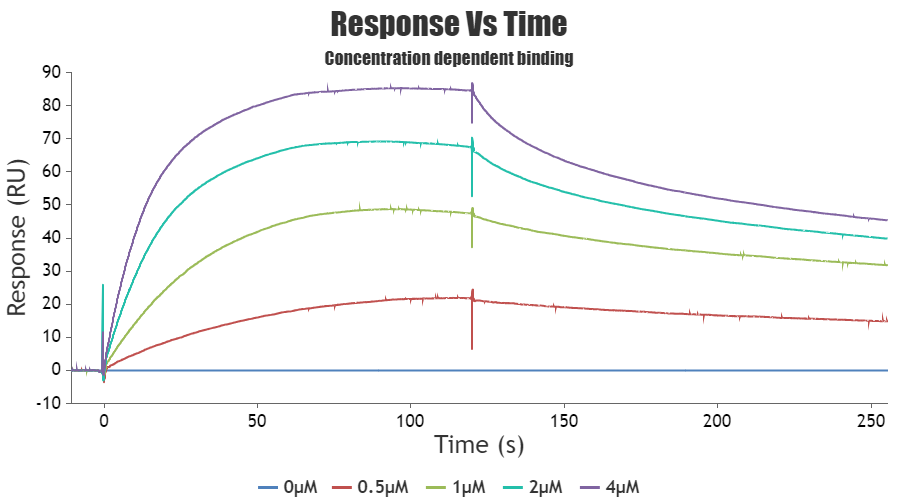 Response Vs Time
Concentration dependent binding
90
80
70
60
50
40
30
20
10
0
-10
Response (RU)
0 50 100 150 200 250
Time (s)
0µM 0.5µM 1µM 2µM 4µM